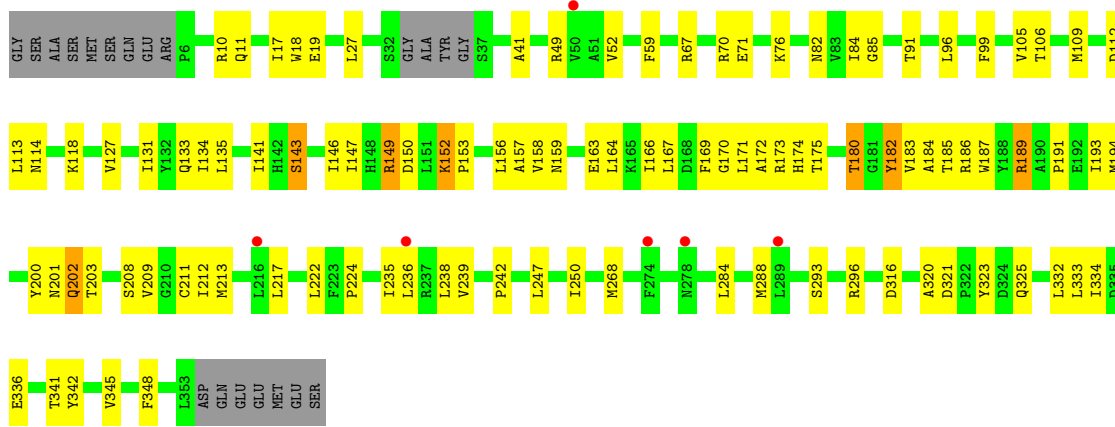 GLY SER ALA SER MET SER GLN GLU ARG P6 R10 Q11 I17 W18 E19 L27 S32 GLY ALA TYR GLY S37 A41 R49 V50 A51 V52 F59 R67 R70 E71 K76 N82 V83 I84 G85 T91 L96 F99 V105 T106 M109 D112
L113 N114 K118 V127 I131 Y132 Q133 I134 L135 I141 H142 S143 I146 I147 H148 R149 D150 L151 K152 P153 L156 A157 V158 N159 E163 L164 K165 I166 L167 D168 F169 G170 L171 A172 R173 H174 T175 T180 G181 Y182 V183 A184 T185 R186 W187 Y188 R189 A190 P191 E192 I193 M194
Y200 N201 Q202 T203 S208 V209 G210 C211 I212 M213 L216 L217 L222 F223 P224 I235 L236 R237 L238 V239 P242 L247 I250 M268 F274 N278 L284 M288 L289 S293 R296 D316 A320 D321 P322 Y323 D324 Q325 L332 L333 I334 D335
E336 T341 Y342 V345 F348 L353 ASP GLN GLU GLU MET GLU SER